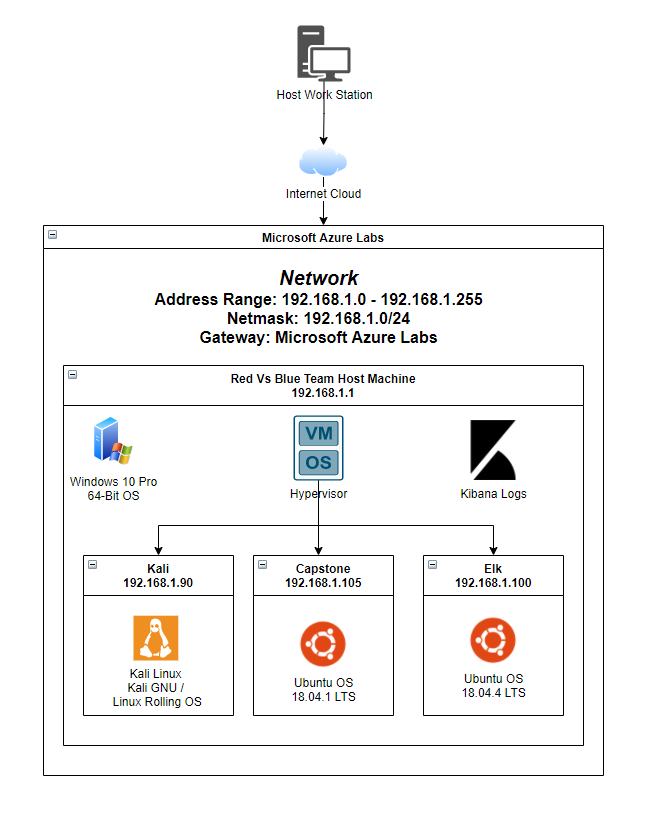 Host Work Station
Internet Cloud
Microsoft Azure Labs
Network
Address Range: 192.168.1.0 - 192.168.1.255
Netmask: 192.168.1.0/24
Gateway: Microsoft Azure Labs
Red Vs Blue Team Host Machine
192.168.1.1
Windows 10 Pro
64-Bit OS
VM
OS
Hypervisor
Kibana Logs
Kali
192.168.1.90
Kali Linux
Kali GNU /
Linux Rolling OS
Capstone
192.168.1.105
Ubuntu OS
18.04.1 LTS
Elk
192.168.1.100
Ubuntu OS
18.04.4 LTS